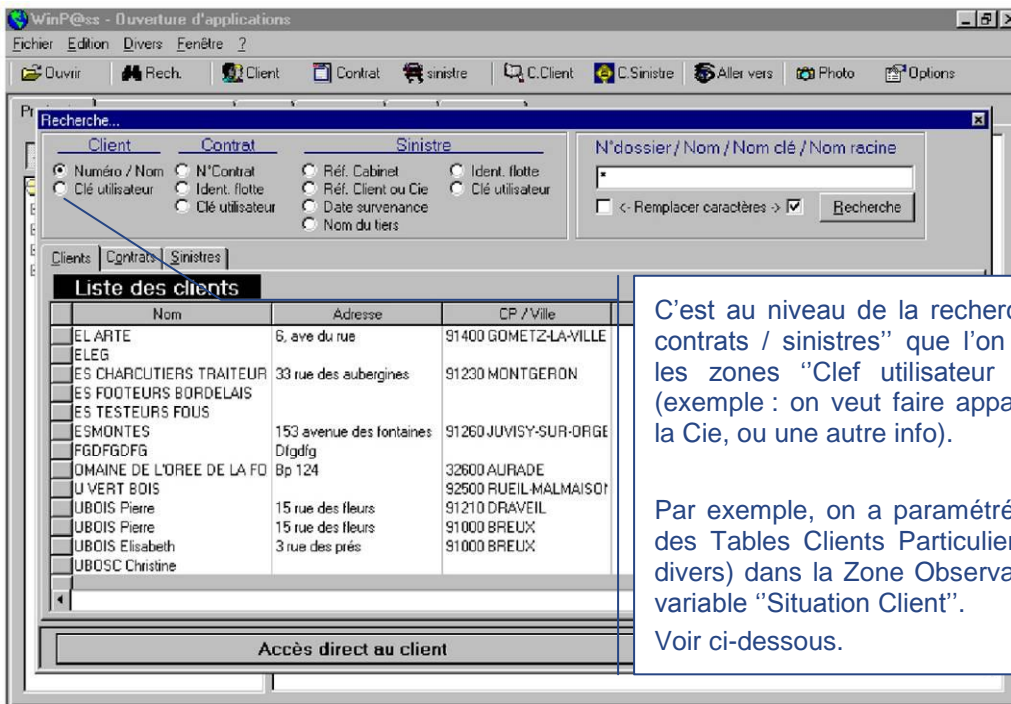 WinP@ss - Ouverture d'applications
Fichier Edition Divers Fenêtre ?
Ouvrir Rech. Client Contrat sinistre C.Client C.Sinistre Aller vers Photo Options
Recherche...
Client Contrat Sinistre
Numéro / Nom N°Contrat Réf. Cabinet Ident. flotte
Clé utilisateur Ident. flotte Réf. Client ou Cie Clé utilisateur
Clé utilisateur Date survenance
Nom du tiers
N°dossier / Nom / Nom clé / Nom racine
*
<- Remplacer caractères -> Recherche
Clients Contrats Sinistres
Liste des clients
Nom Adresse CP / Ville
EL ARTE 6, ave du rue 91400 GOMETZ-LA-VILLE
ELEG
ES CHARCUTIERS TRAITEUR 33 rue des aubergines 91230 MONTGERON
ES FOOTEURS BORDELAIS
ES TESTEURS FOUS
ESMONTES 153 avenue des fontaines 91260 JUVISY-SUR-ORGE
FGDFGDFG Dfgdfg
OMAINE DE L'OREE DE LA FO Bp 124 32600 AURADE
U VERT BOIS 92500 RUEIL-MALMAISON
UBOIS Pierre 15 rue des fleurs 91210 DRAVEIL
UBOIS Pierre 15 rue des fleurs 91000 BREUX
UBOIS Elisabeth 3 rue des prés 91000 BREUX
UBOSC Christine
Accès direct au client
C’est au niveau de la recherc
contrats / sinistres’’ que l’on
les zones ‘’Clef utilisateur
(exemple : on veut faire appa
la Cie, ou une autre info).
Par exemple, on a paramétré
des Tables Clients Particulier
divers) dans la Zone Observa
variable ‘’Situation Client’’.
Voir ci-dessous.